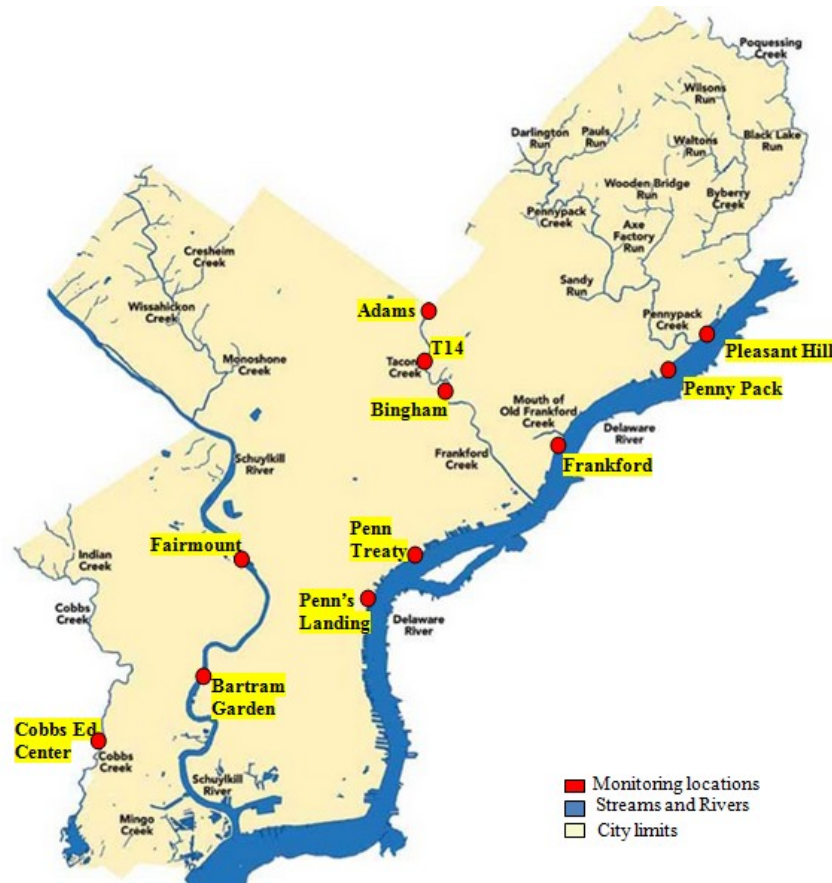 Poquessing
Creek
Wilsons
Run
Darlington
Run
Pauls
Run
Waltons
Run
Black Lake
Run
Wooden Bridge
Run
Byberry
Creek
Pennypack
Creek
Axe
Factory
Run
Cresheim
Creek
Sandy
Run
Wissahickon
Creek
Adams
Pennypack
Creek
T14
Pleasant Hill
Monoshone
Creek
Tacon
Creek
Penny Pack
Bingham
Mouth of
Old Frankford
Creek
Delaware
River
Schuylkill
River
Frankford
Creek
Frankford
Fairmount
Penn
Treaty
Indian
Creek
Cobbs
Creek
Penn's
Landing
Delaware
River
Bartram
Garden
Cobbs Ed
Center
Cobbs
Creek
Schuylkill
River
Mingo
Creek
Monitoring locations
Streams and Rivers
City limits